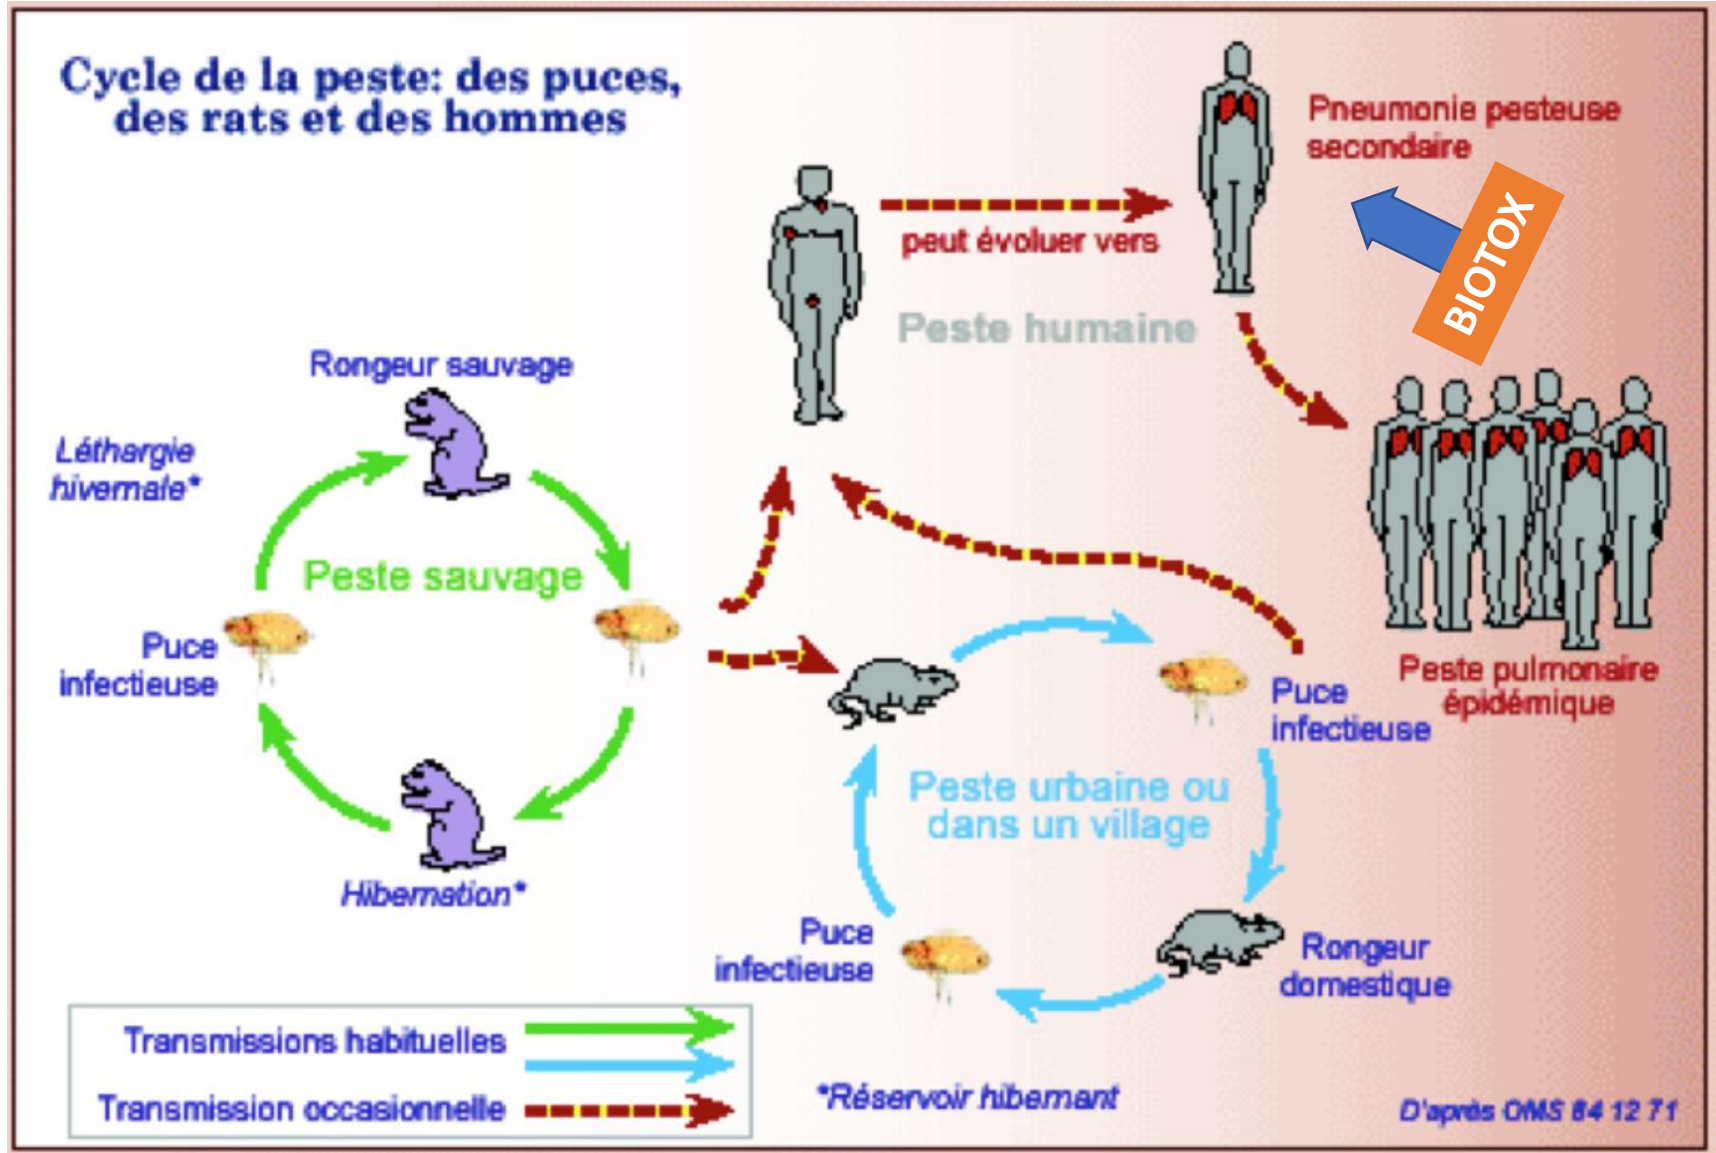 Cycle de la peste: des puces,
des rats et des hommes
Pneumonie pesteuse
secondaire
BIOTOX
peut évoluer vers
Peste humaine
Rongeur sauvage
Léthargie
hivernale*
Peste sauvage
Puce
infectieuse
Hibernation*
Peste pulmonaire
épidémique
Puce
infectieuse
Peste urbaine ou
dans un village
Puce
infectieuse
Rongeur
domestique
Transmissions habituelles
Transmission occasionnelle
*Réservoir hibernant
D'après OMS 84 12 71